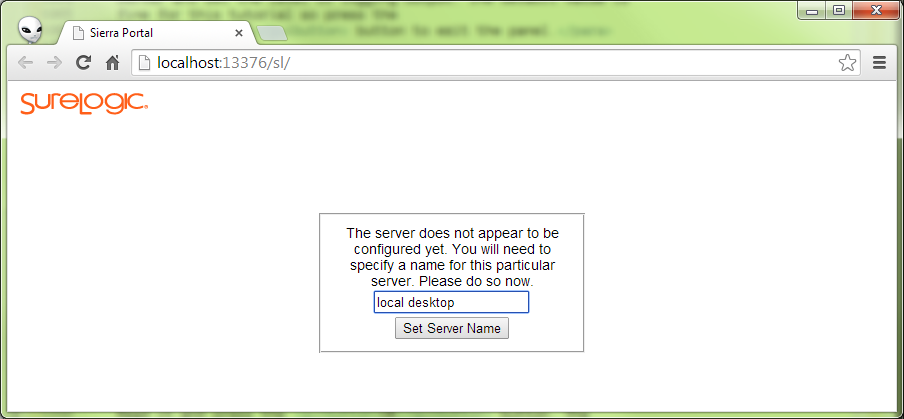 Sierra Portal
localhost:13376/sl/
SureLogic
The server does not appear to be
configured yet. You will need to
specify a name for this particular
server. Please do so now.
local desktop
Set Server Name